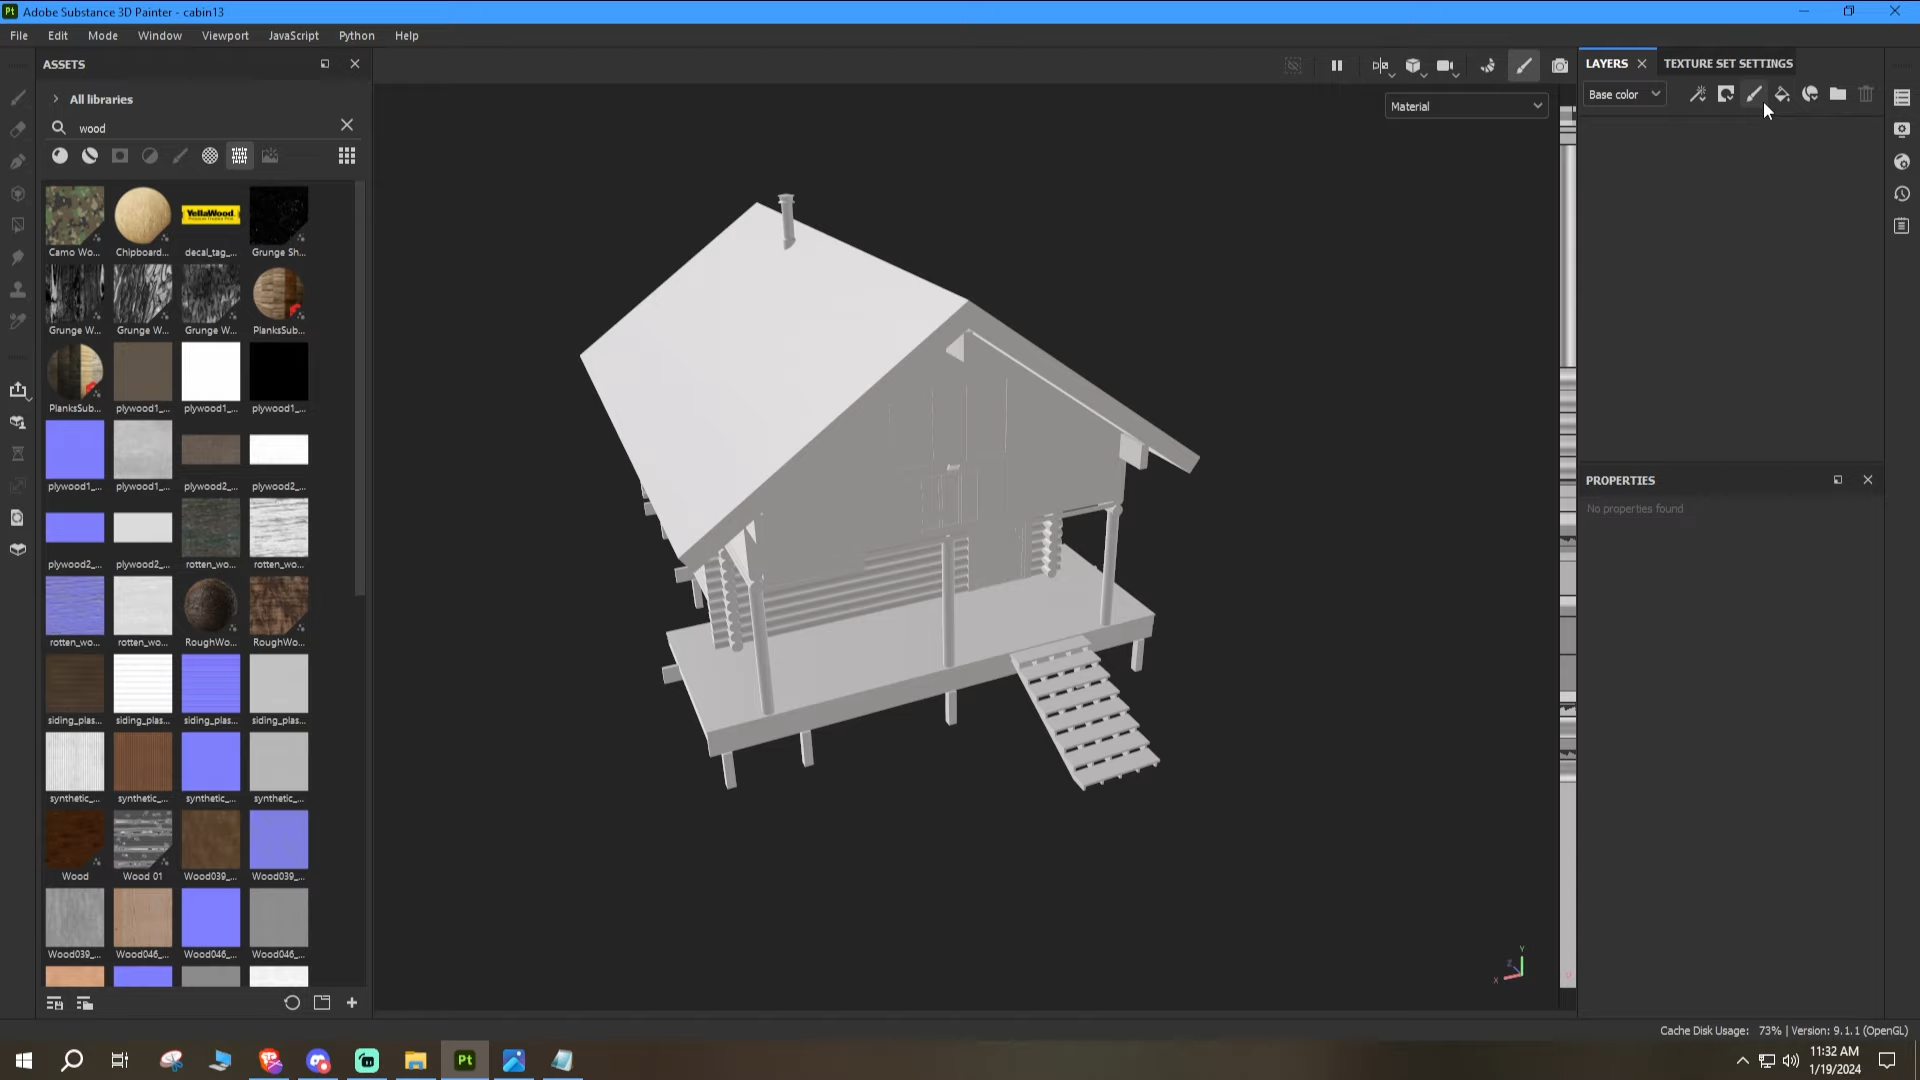 Pt Adobe Substance 3D Painter - cabin13
File Edit Mode Window Viewport JavaScript Python Help
ASSETS
LAYERS TEXTURE SET SETTINGS
All libraries
Base color
Material
wood
Camo Wo... Chipboard... decal_tag_... Grunge Sh...
YellaWood
Grunge W... Grunge W... Grunge W... PlanksSub...
PlanksSub... plywood1_... plywood1_... plywood1_...
plywood1_... plywood1_... plywood2_... plywood2_...
PROPERTIES
No properties found
plywood2_... plywood2_... rotten_wo... rotten_wo...
rotten_wo... rotten_wo... RoughWo... RoughWo...
siding_plas... siding_plas... siding_plas... siding_plas...
synthetic_... synthetic_... synthetic_... synthetic_...
Wood Wood 01 Wood039_... Wood039_...
Wood039_... Wood046_... Wood046_... Wood046_...
Y
Z
X
Cache Disk Usage: 73% | Version: 9.1.1 (OpenGL)
Pt
11:32 AM
1/19/2024